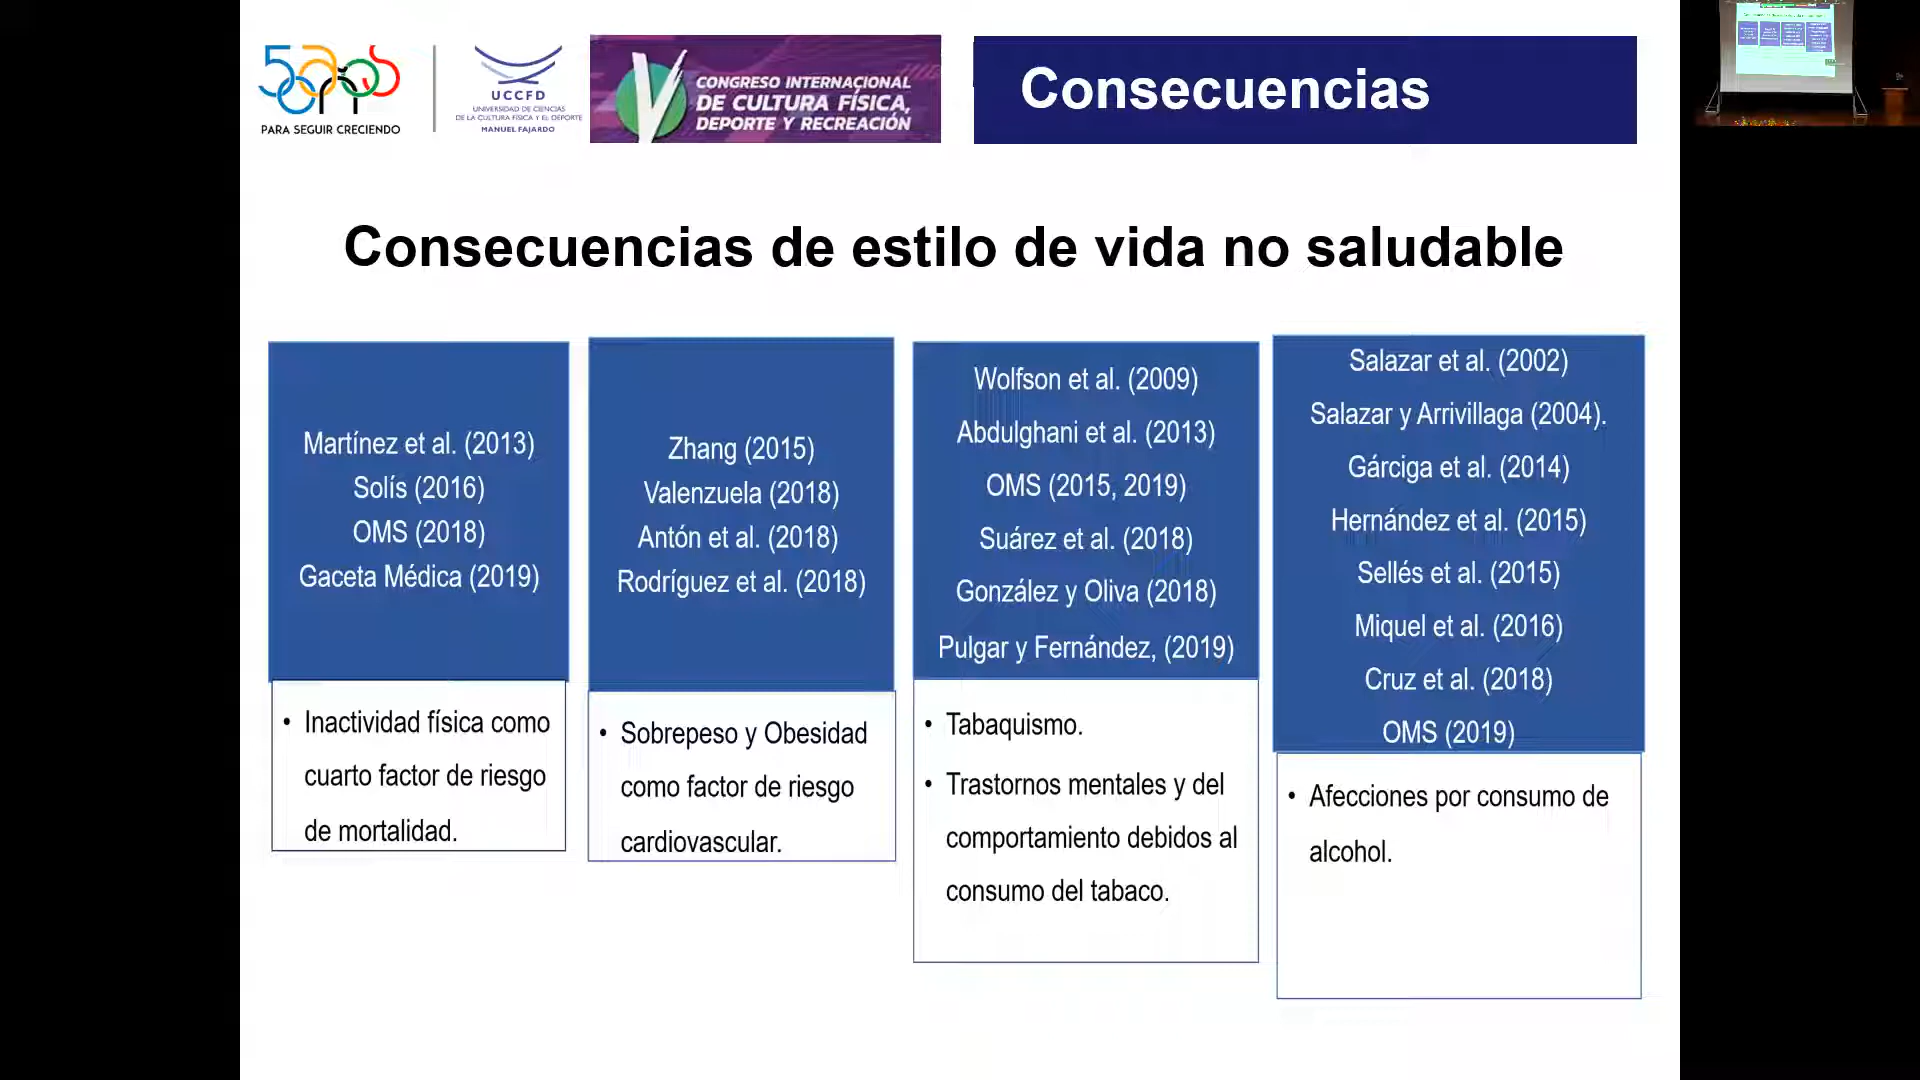 50 AÑOS
PARA SEGUIR CRECIENDO
UCCFD
UNIVERSIDAD DE CIENCIAS
DE LA CULTURA FÍSICA Y EL DEPORTE
MANUEL FAJARDO
V
CONGRESO INTERNACIONAL
DE CULTURA FÍSICA,
DEPORTE Y RECREACIÓN
Consecuencias
Consecuencias de estilo de vida no saludable
Martínez et al. (2013)
Solís (2016)
OMS (2018)
Gaceta Médica (2019)
• Inactividad física como
cuarto factor de riesgo
de mortalidad.
Zhang (2015)
Valenzuela (2018)
Antón et al. (2018)
Rodríguez et al. (2018)
• Sobrepeso y Obesidad
como factor de riesgo
cardiovascular.
Wolfson et al. (2009)
Abdulghani et al. (2013)
OMS (2015, 2019)
Suárez et al. (2018)
González y Oliva (2018)
Pulgar y Fernández, (2019)
• Tabaquismo.
• Trastornos mentales y del
comportamiento debidos al
consumo del tabaco.
Salazar et al. (2002)
Salazar y Arrivillaga (2004).
Gárciga et al. (2014)
Hernández et al. (2015)
Sellés et al. (2015)
Miquel et al. (2016)
Cruz et al. (2018)
OMS (2019)
• Afecciones por consumo de
alcohol.